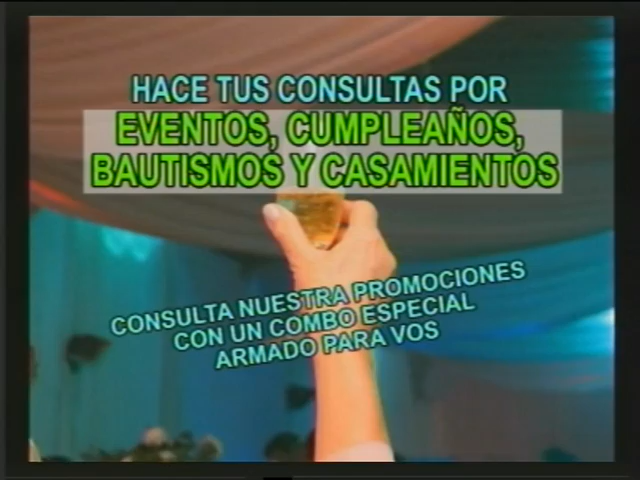 HACE TUS CONSULTAS POR
EVENTOS, CUMPLEAÑOS,
BAUTISMOS Y CASAMIENTOS
CONSULTA NUESTRA PROMOCIONES
CON UN COMBO ESPECIAL
ARMADO PARA VOS